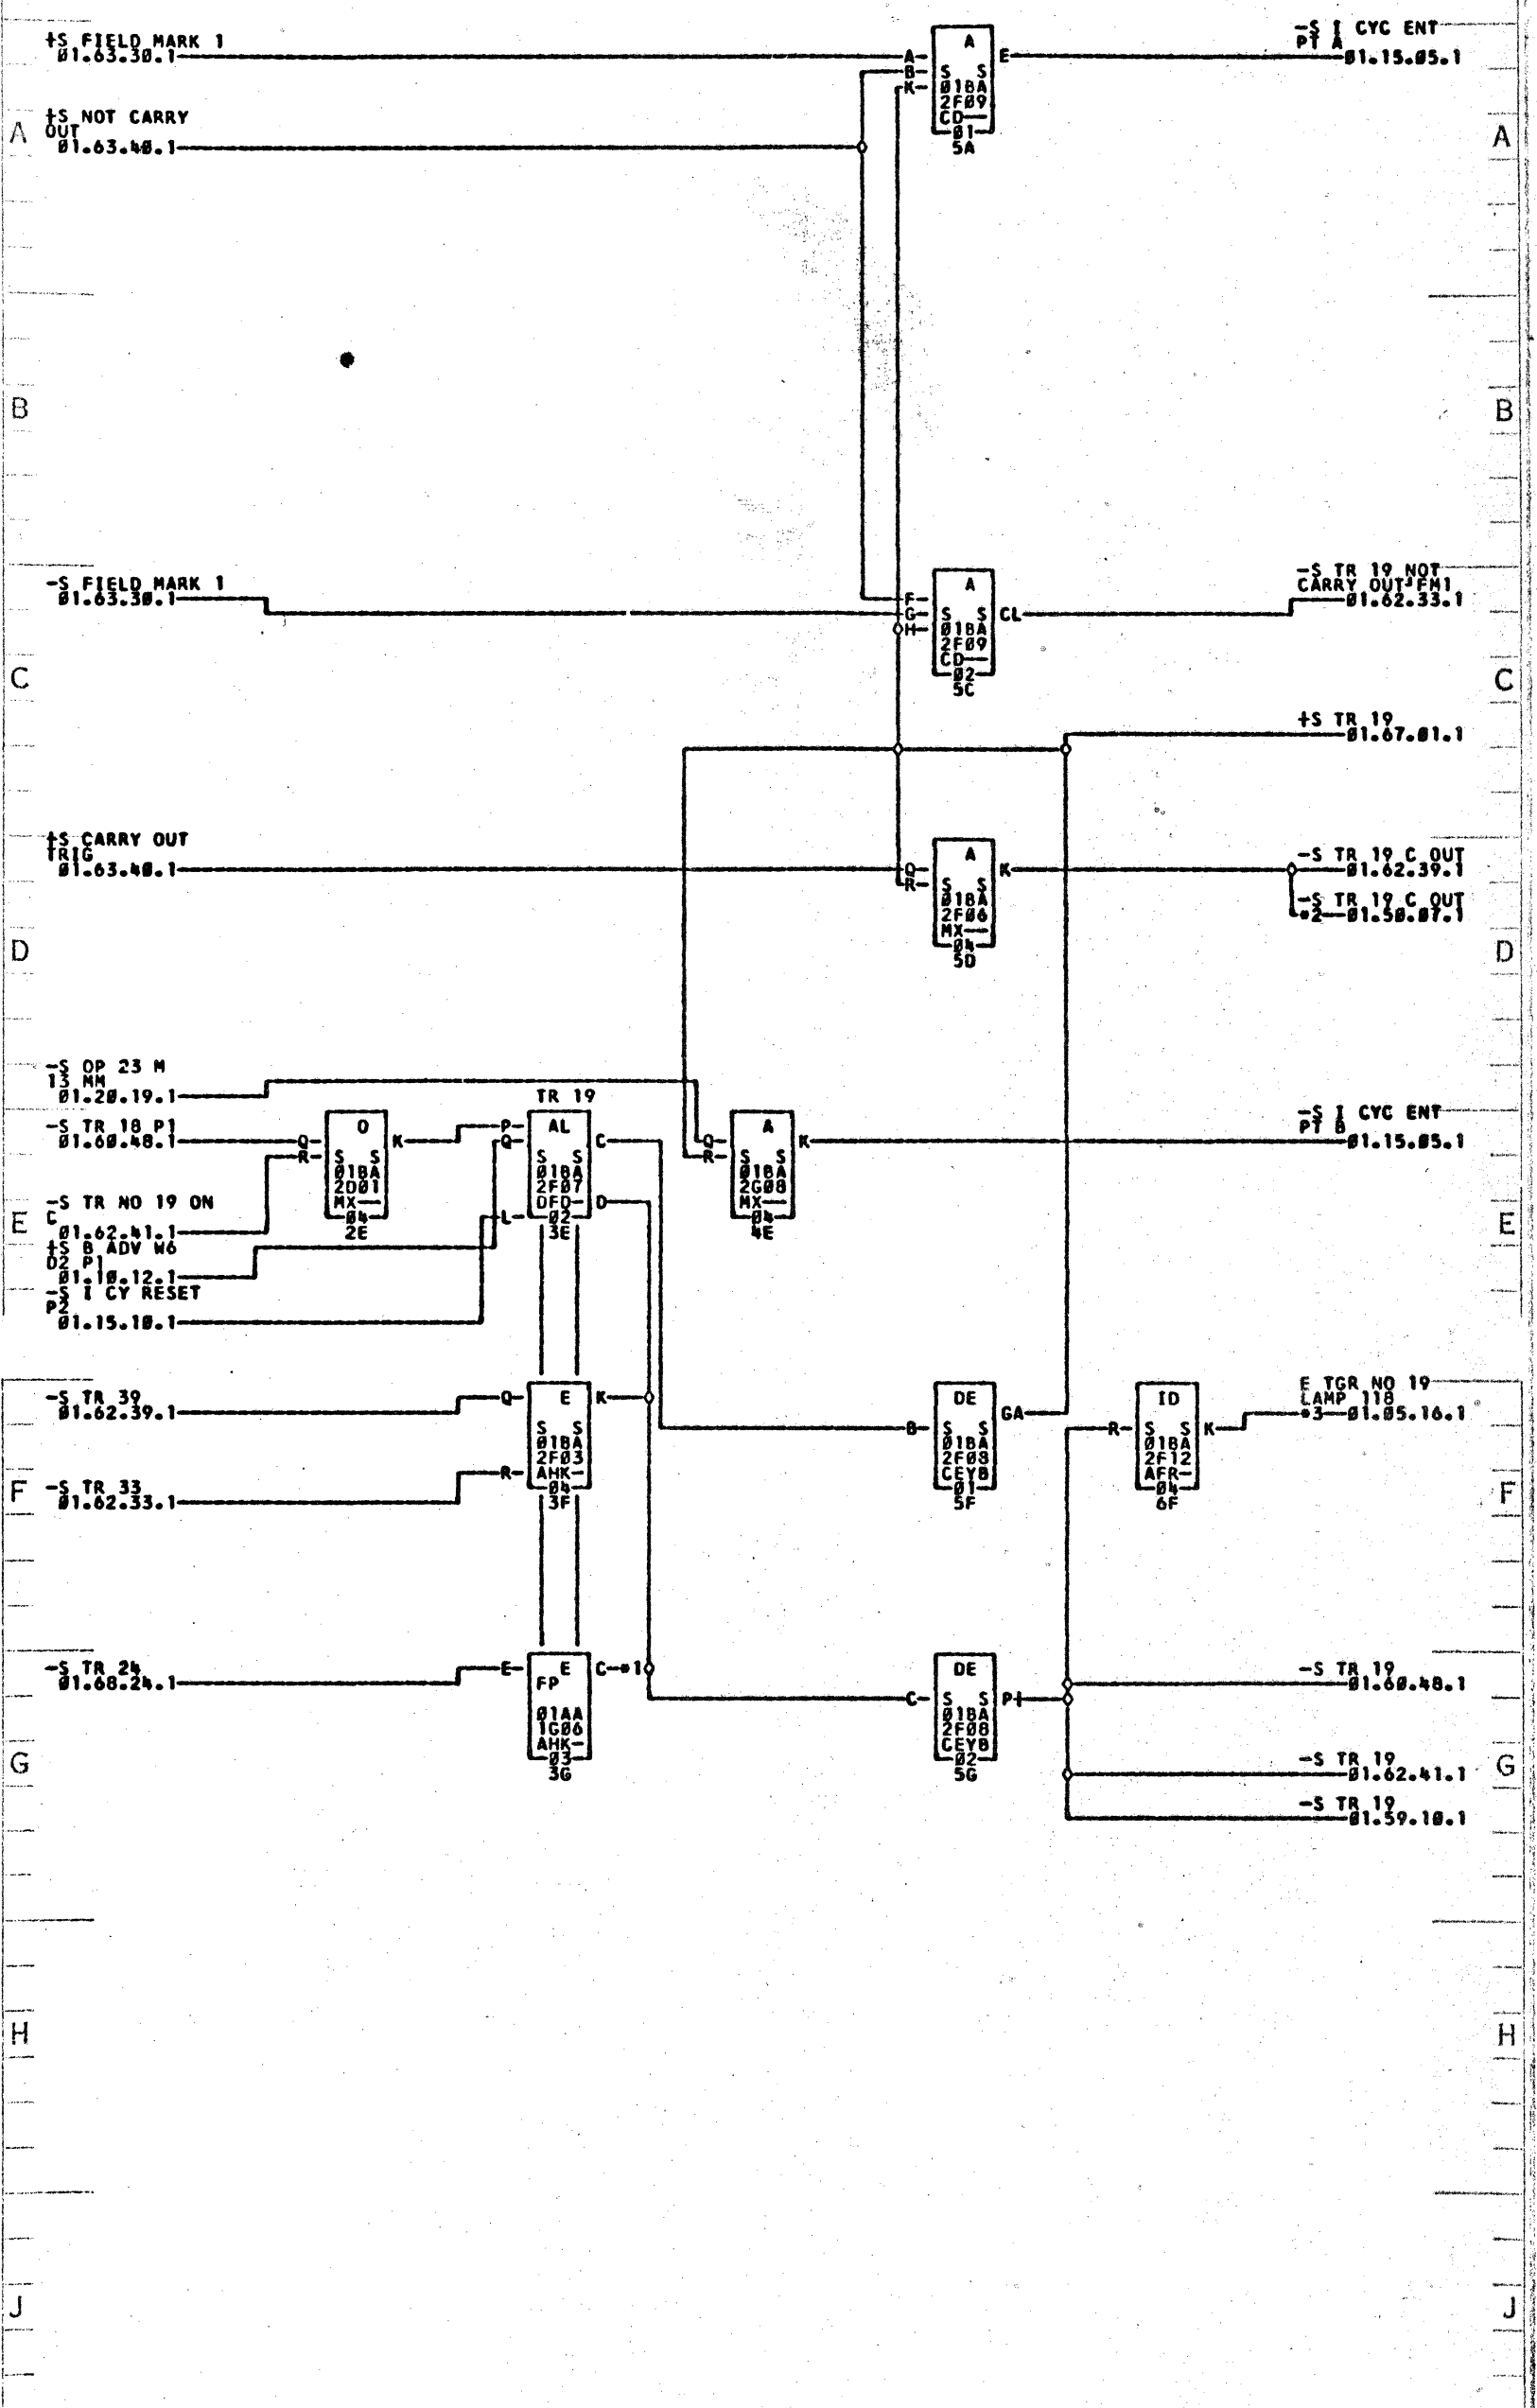 +S FIELD MARK 1
01.63.30.1
A
B
K
A
S S
01BA
2F09
CD
01
5A
E
-S I CYC ENT
PT A
01.15.05.1
A
+S NOT CARRY
OUT
01.63.40.1
A
B
B
-S FIELD MARK 1
01.63.30.1
F
G
H
A
S S
01BA
2F09
CD
02
5C
CL
-S TR 19 NOT
CARRY OUT FM1
01.62.33.1
C
C
+S TR 19
01.67.01.1
+S CARRY OUT
TRIG
01.63.40.1
Q
R
A
S S
01BA
2F06
MX
04
5D
K
-S TR 19 C OUT
01.62.39.1
-S TR 19 C OUT
*2 01.50.07.1
D
D
-S OP 23 M
13 MM
01.20.19.1
-S TR 18 P1
01.60.48.1
Q
R
O
S S
01BA
2D01
MX
04
2E
K
TR 19
P
Q
L
AL
S S
01BA
2F07
DFD-
02
3E
C
D
Q
R
A
S S
01BA
2G08
MX
04
4E
K
-S I CYC ENT
PT B
01.15.05.1
-S TR NO 19 ON
C
01.62.41.1
E
E
+S B ADV W6
02 P1
01.10.12.1
-S I CY RESET
P2
01.15.10.1
-S TR 39
01.62.39.1
Q
R
E
S S
01BA
2F03
AHK-
04
3F
K
B
DE
S S
01BA
2F08
CEYB
01
5F
GA
R
ID
S S
01BA
2F12
AFR-
04
6F
K
E TGR NO 19
LAMP 118
*3 01.05.16.1
-S TR 33
01.62.33.1
F
F
-S TR 24
01.68.24.1
E
E
FP
01AA
1G06
AHK-
03
3G
C *1
C
DE
S S
01BA
2F08
CEYB
02
5G
P
-S TR 19
01.60.48.1
G
-S TR 19
01.62.41.1
G
-S TR 19
01.59.10.1
H
H
J
J